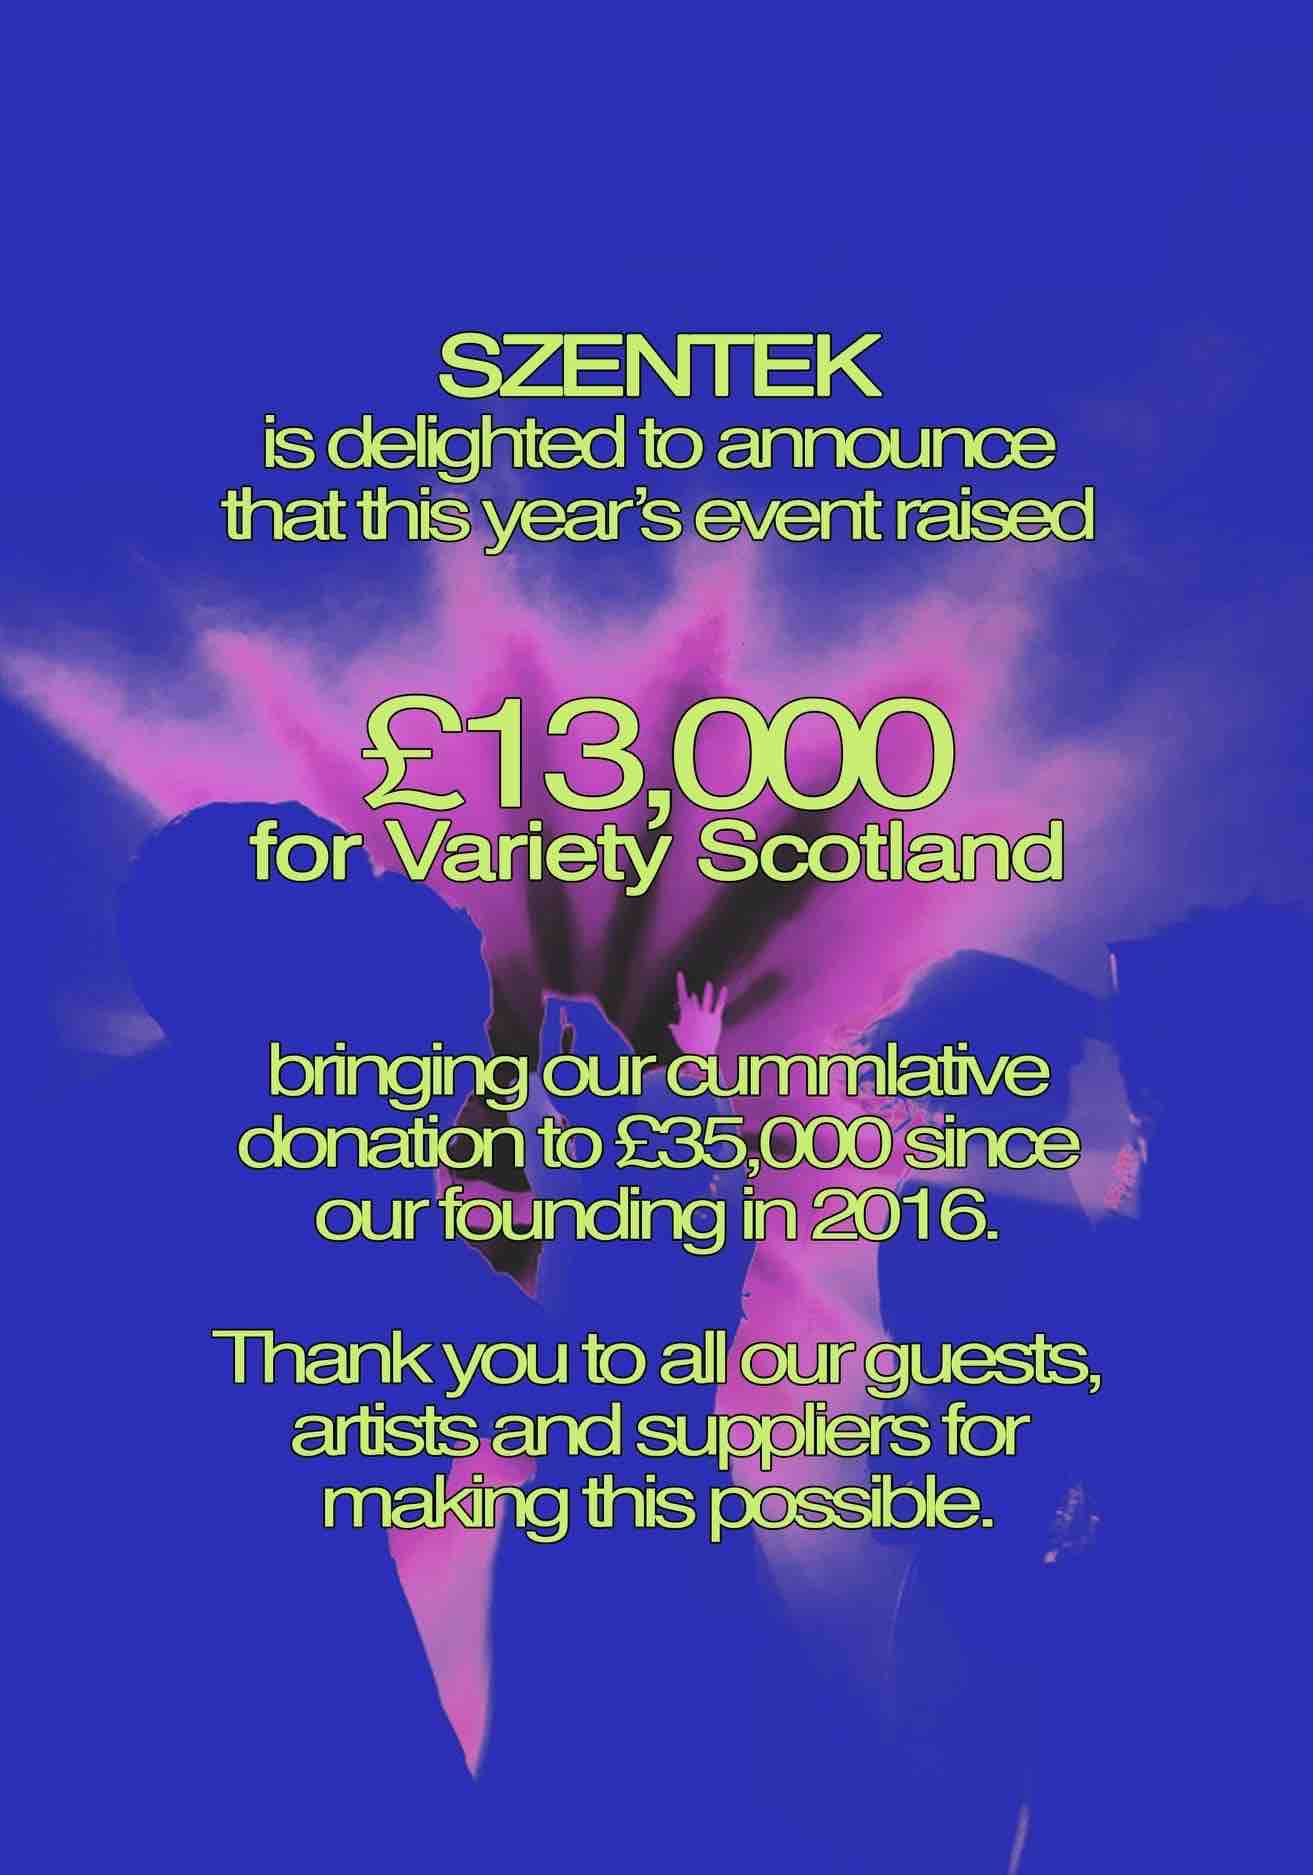 SZENTEK
is delighted to announce
that this year’s event raised
£13,000
for Variety Scotland
bringing our cummlative
donation to £35,000 since
our founding in 2016.
Thank you to all our guests,
artists and suppliers for
making this possible.